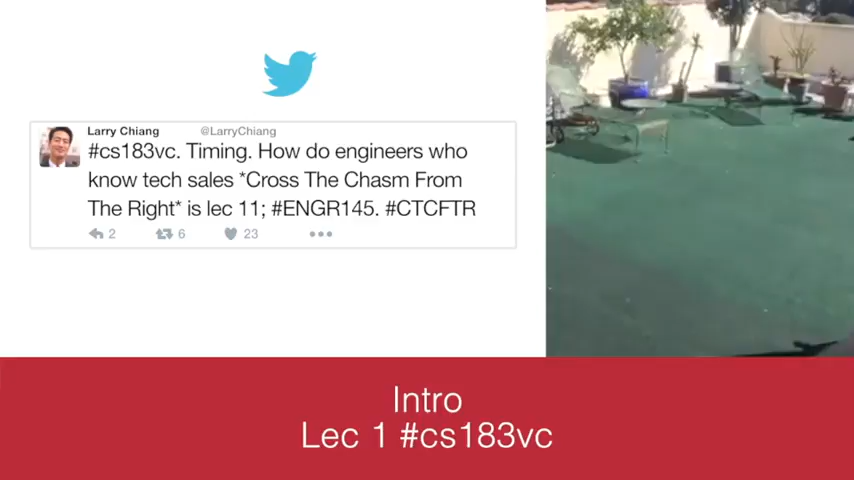 Larry Chiang @LarryChiang
#cs183vc. Timing. How do engineers who
know tech sales *Cross The Chasm From
The Right* is lec 11; #ENGR145. #CTCFTR
2 6 23
Intro
Lec 1 #cs183vc